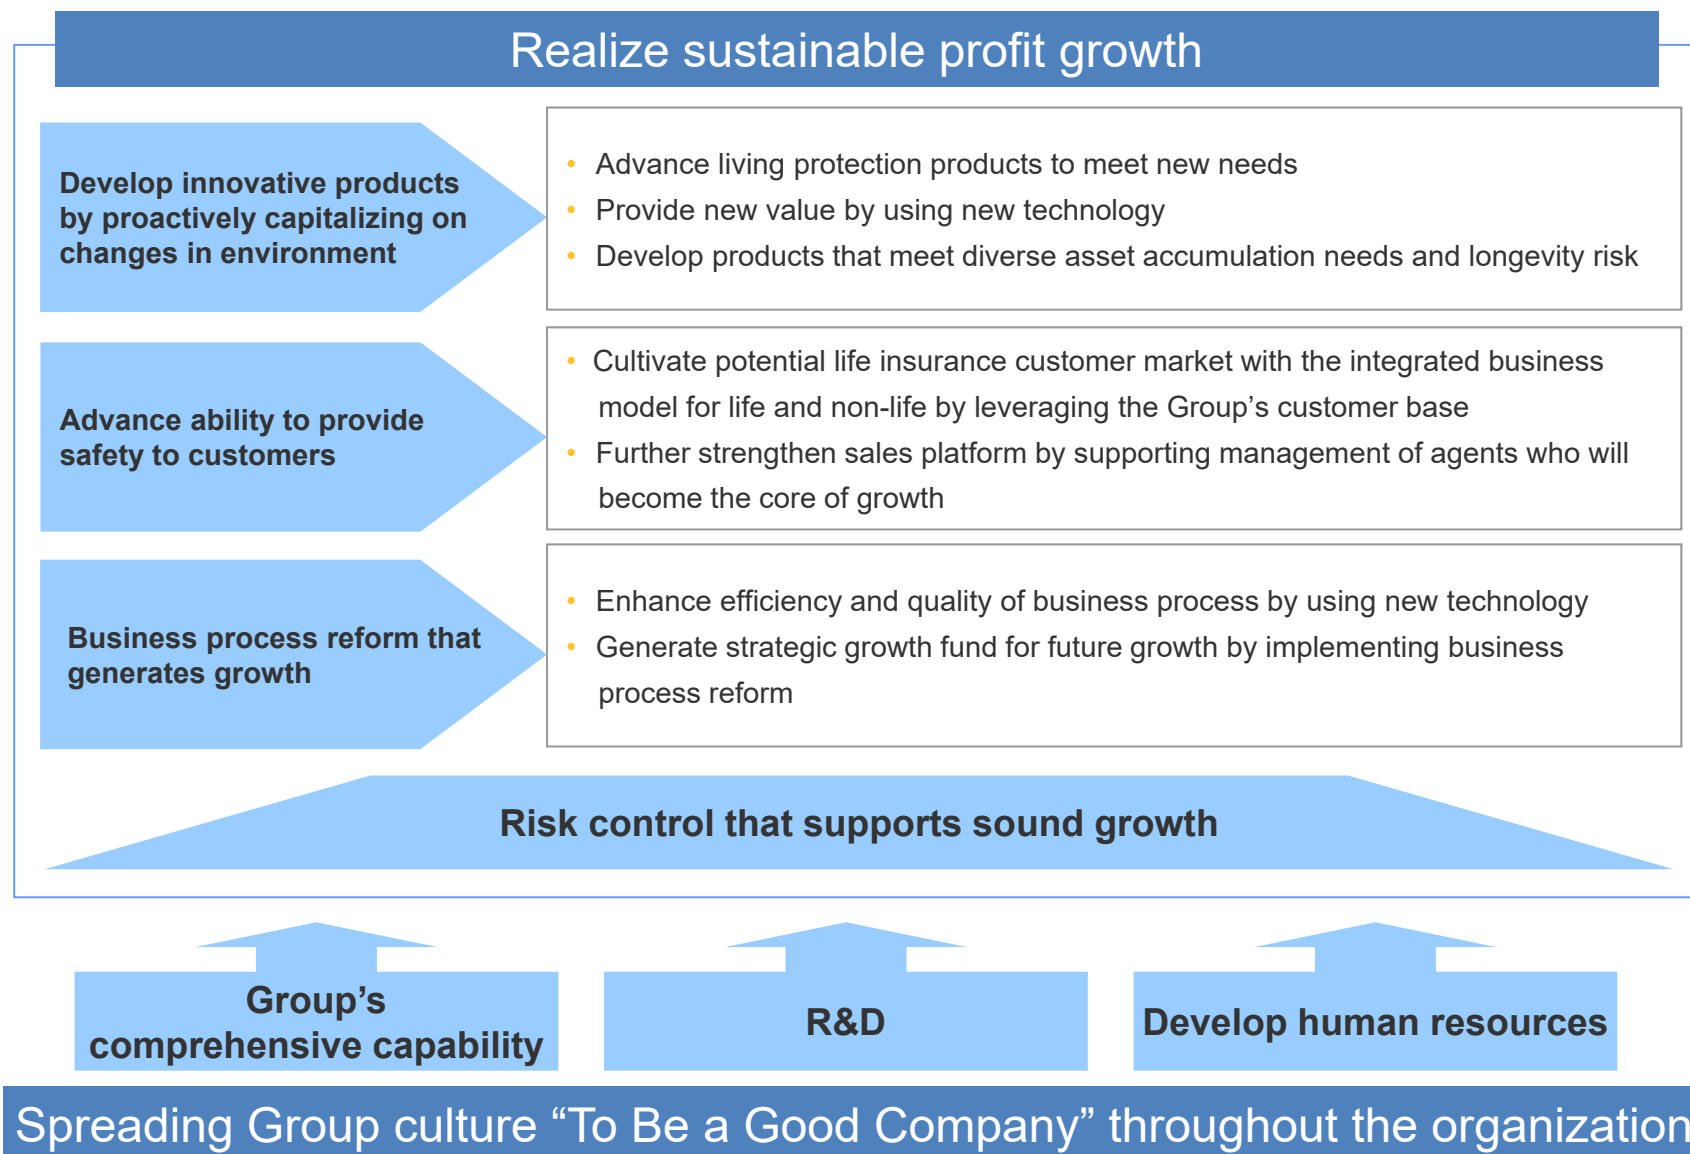 Realize sustainable profit growth
Develop innovative products
by proactively capitalizing on
changes in environment
• Advance living protection products to meet new needs
• Provide new value by using new technology
• Develop products that meet diverse asset accumulation needs and longevity risk
Advance ability to provide
safety to customers
• Cultivate potential life insurance customer market with the integrated business
model for life and non-life by leveraging the Group’s customer base
• Further strengthen sales platform by supporting management of agents who will
become the core of growth
Business process reform that
generates growth
• Enhance efficiency and quality of business process by using new technology
• Generate strategic growth fund for future growth by implementing business
process reform
Risk control that supports sound growth
Group’s
comprehensive capability
R&D
Develop human resources
Spreading Group culture “To Be a Good Company” throughout the organization